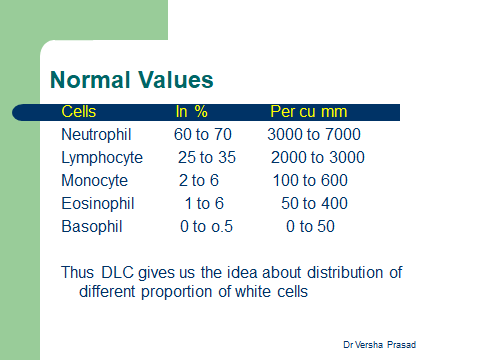 Normal Values
Cells In % Per cu mm
Neutrophil 60 to 70 3000 to 7000
Lymphocyte 25 to 35 2000 to 3000
Monocyte 2 to 6 100 to 600
Eosinophil 1 to 6 50 to 400
Basophil 0 to o.5 0 to 50
Thus DLC gives us the idea about distribution of
different proportion of white cells
Dr Versha Prasad